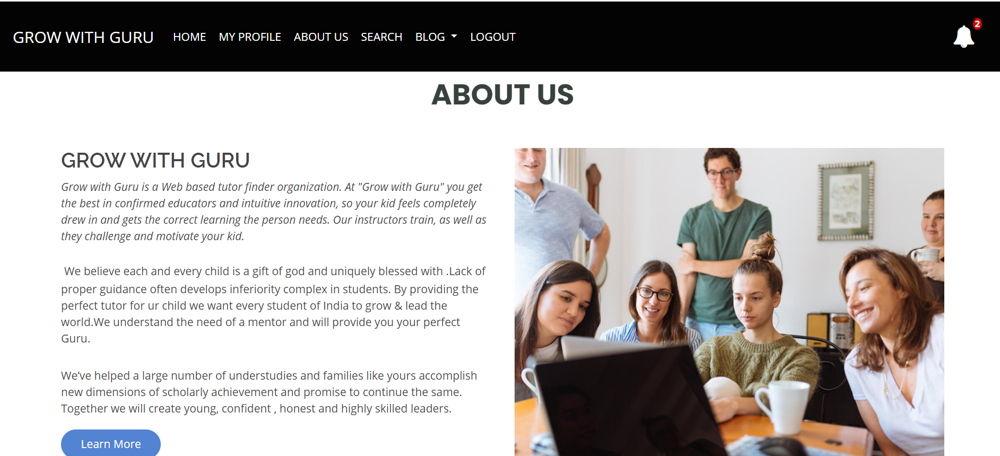 GROW WITH GURU HOME MY PROFILE ABOUT US SEARCH BLOG LOGOUT 2
ABOUT US
GROW WITH GURU
Grow with Guru is a Web based tutor finder organization. At "Grow with Guru" you get
the best in confirmed educators and intuitive innovation, so your kid feels completely
drew in and gets the correct learning the person needs. Our instructors train, as well as
they challenge and motivate your kid.
We believe each and every child is a gift of god and uniquely blessed with .Lack of
proper guidance often develops inferiority complex in students. By providing the
perfect tutor for ur child we want every student of India to grow & lead the
world.We understand the need of a mentor and will provide you your perfect
Guru.
We’ve helped a large number of understudies and families like yours accomplish
new dimensions of scholarly achievement and promise to continue the same.
Together we will create young, confident , honest and highly skilled leaders.
Learn More